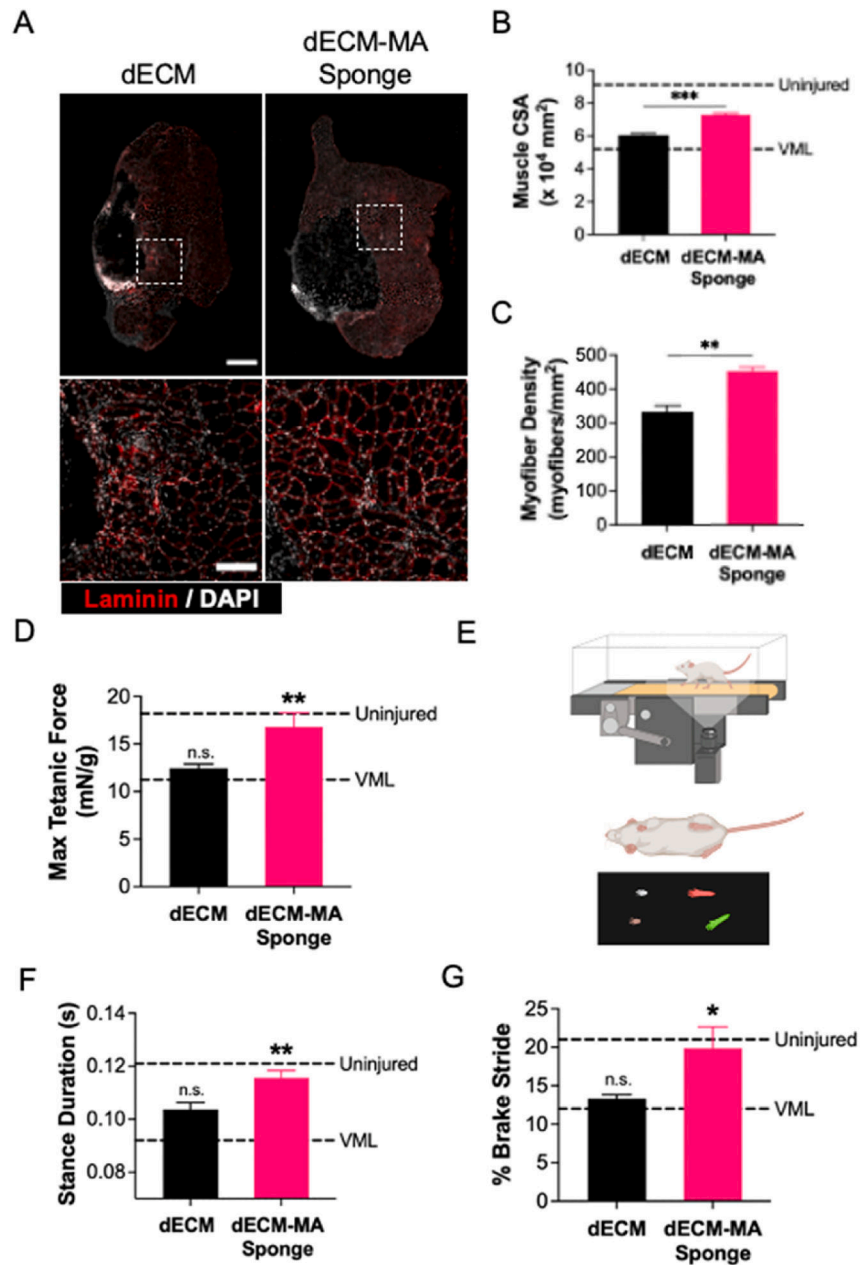 A
dECM
dECM-MA
Sponge
Laminin / DAPI
B
Muscle CSA
(x 10⁴ mm²)
10
8
6
4
2
0
***
Uninjured
VML
dECM
dECM-MA
Sponge
C
Myofiber Density
(myofibers/mm²)
500
400
300
200
100
0
**
dECM
dECM-MA
Sponge
D
Max Tetanic Force
(mN/g)
20
15
10
5
0
n.s.
**
Uninjured
VML
dECM
dECM-MA
Sponge
E
F
Stance Duration (s)
0.14
0.12
0.10
0.08
n.s.
**
Uninjured
VML
dECM
dECM-MA
Sponge
G
% Brake Stride
25
20
15
10
5
0
n.s.
*
Uninjured
VML
dECM
dECM-MA
Sponge